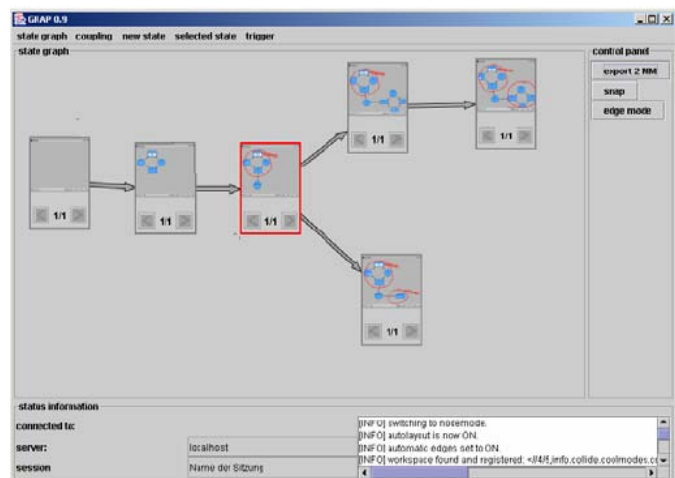 GRAP 0.9
state graph coupling new state selected state trigger
state graph
control panel
export 2 NM
snap
edge mode
1/1
1/1
1/1
1/1
1/1
1/1
status information
connected to:
server:
localhost
session
Name der Sitzung
[INFO] switching to nodemode.
[INFO] autolayout is now ON.
[INFO] automatic edges set to ON.
[INFO] workspace found and registered: